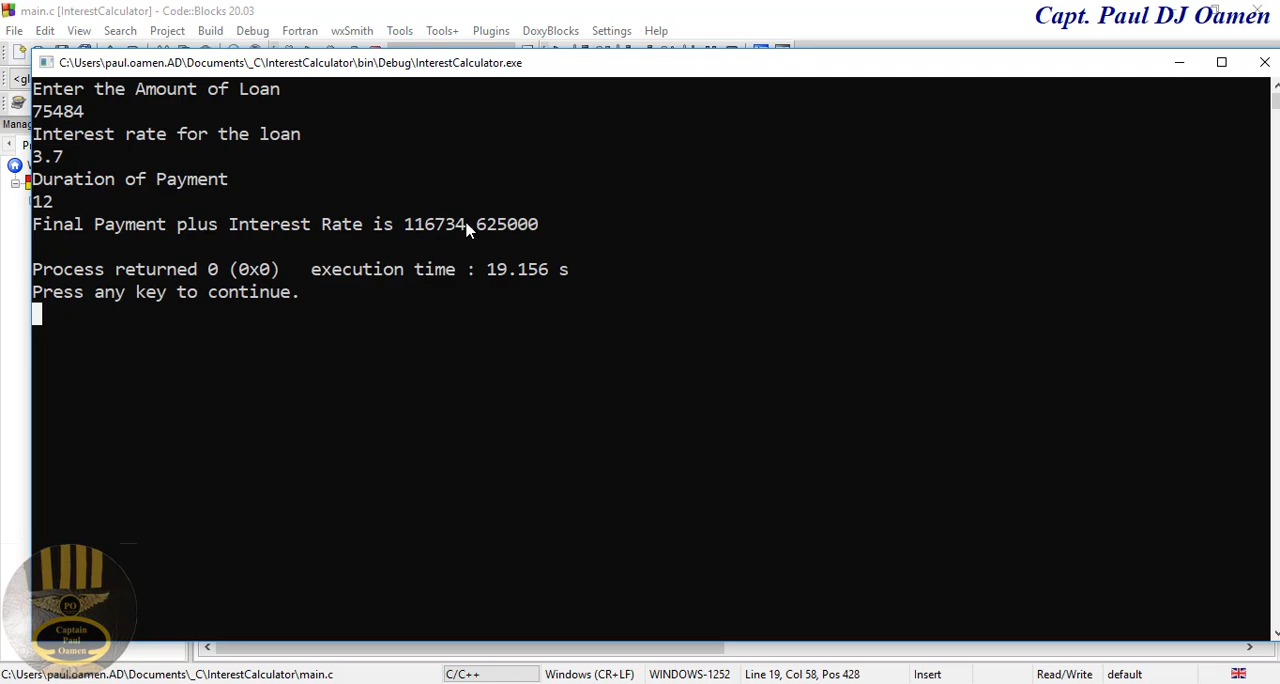 main.c [InterestCalculator] - Code::Blocks 20.03
Capt. Paul DJ Oamen
File Edit View Search Project Build Debug Fortran wxSmith Tools Tools+ Plugins DoxyBlocks Settings Help
C:\Users\paul.oamen.AD\Documents\_C\InterestCalculator\bin\Debug\InterestCalculator.exe
Enter the Amount of Loan
75484
Interest rate for the loan
3.7
Duration of Payment
12
Final Payment plus Interest Rate is 116734.625000
Process returned 0 (0x0) execution time : 19.156 s
Press any key to continue.
PO
Captain
Paul
Oamen
C:\Users\paul.oamen.AD\Documents\_C\InterestCalculator\main.c C/C++ Windows (CR+LF) WINDOWS-1252 Line 19, Col 58, Pos 428 Insert Read/Write default